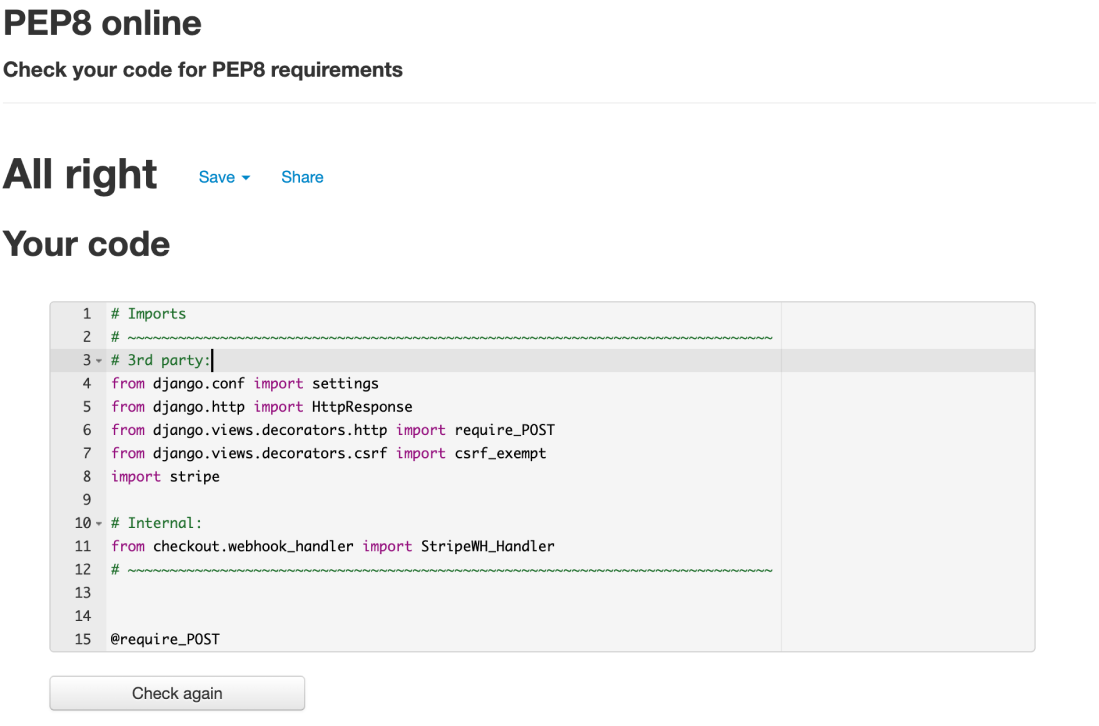 PEP8 online
Check your code for PEP8 requirements
All right Save Share
Your code
1 # Imports
2 # ~~~~~~~~~~~~~~~~~~~~~~~~~~~~~~~~~~~~~~~~~~~~~~~~~~~~~~~~~~~~~~~~~~~~~~~~~~~~~
3 # 3rd party:
4 from django.conf import settings
5 from django.http import HttpResponse
6 from django.views.decorators.http import require_POST
7 from django.views.decorators.csrf import csrf_exempt
8 import stripe
9
10 # Internal:
11 from checkout.webhook_handler import StripeWH_Handler
12 # ~~~~~~~~~~~~~~~~~~~~~~~~~~~~~~~~~~~~~~~~~~~~~~~~~~~~~~~~~~~~~~~~~~~~~~~~~~~~~
13
14
15 @require_POST
Check again